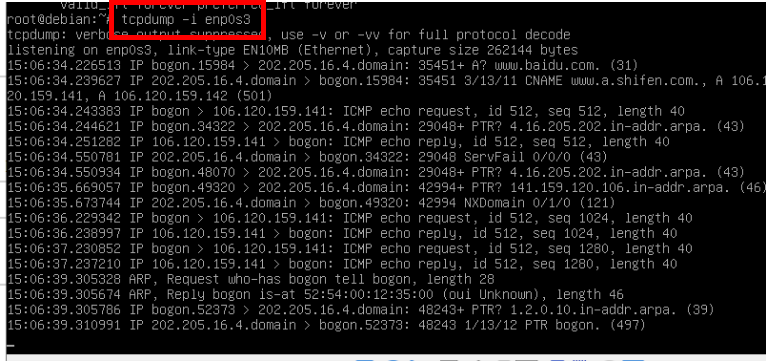 valid_lft forever preferred_lft forever
root@debian:~# tcpdump -i enp0s3
tcpdump: verbose output suppressed, use -v or -vv for full protocol decode
listening on enp0s3, link-type EN10MB (Ethernet), capture size 262144 bytes
15:06:34.226513 IP bogon.15984 > 202.205.16.4.domain: 35451+ A? www.baidu.com. (31)
15:06:34.239627 IP 202.205.16.4.domain > bogon.15984: 35451 3/13/11 CNAME www.a.shifen.com., A 106.1
20.159.141, A 106.120.159.142 (501)
15:06:34.243383 IP bogon > 106.120.159.141: ICMP echo request, id 512, seq 512, length 40
15:06:34.244621 IP bogon.34322 > 202.205.16.4.domain: 29048+ PTR? 4.16.205.202.in-addr.arpa. (43)
15:06:34.251282 IP 106.120.159.141 > bogon: ICMP echo reply, id 512, seq 512, length 40
15:06:34.550781 IP 202.205.16.4.domain > bogon.34322: 29048 ServFail 0/0/0 (43)
15:06:34.550934 IP bogon.48070 > 202.205.16.4.domain: 29048+ PTR? 4.16.205.202.in-addr.arpa. (43)
15:06:35.669057 IP bogon.49320 > 202.205.16.4.domain: 42994+ PTR? 141.159.120.106.in-addr.arpa. (46)
15:06:35.673744 IP 202.205.16.4.domain > bogon.49320: 42994 NXDomain 0/1/0 (121)
15:06:36.229342 IP bogon > 106.120.159.141: ICMP echo request, id 512, seq 1024, length 40
15:06:36.238997 IP 106.120.159.141 > bogon: ICMP echo reply, id 512, seq 1024, length 40
15:06:37.230852 IP bogon > 106.120.159.141: ICMP echo request, id 512, seq 1280, length 40
15:06:37.237210 IP 106.120.159.141 > bogon: ICMP echo reply, id 512, seq 1280, length 40
15:06:39.305328 ARP, Request who-has bogon tell bogon, length 28
15:06:39.305674 ARP, Reply bogon is-at 52:54:00:12:35:00 (oui Unknown), length 46
15:06:39.305786 IP bogon.52373 > 202.205.16.4.domain: 48243+ PTR? 1.2.0.10.in-addr.arpa. (39)
15:06:39.310991 IP 202.205.16.4.domain > bogon.52373: 48243 1/13/12 PTR bogon. (497)